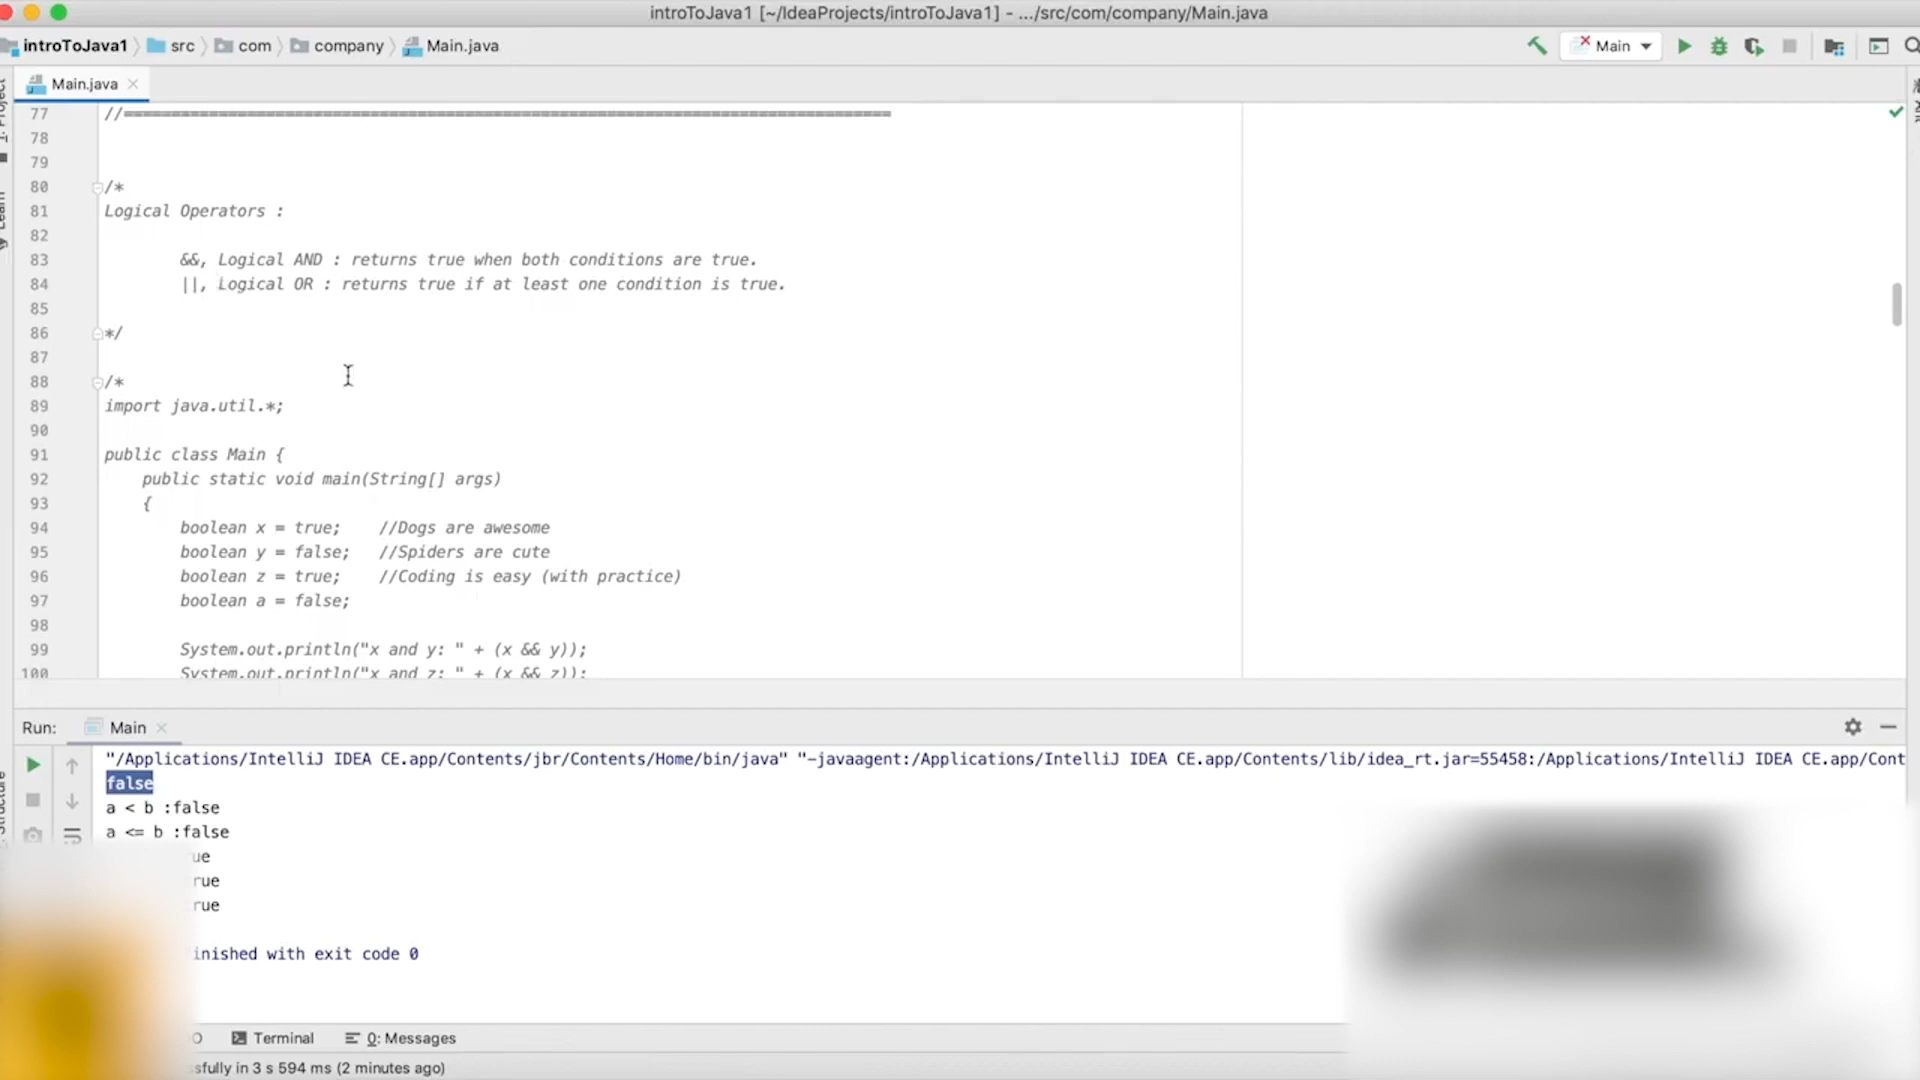 introToJava1 [~/IdeaProjects/introToJava1] - .../src/com/company/Main.java
introToJava1 src com company Main.java
Main
Main.java
77 //=================================================================================
78
79
80 /*
81 Logical Operators :
82
83 &&, Logical AND : returns true when both conditions are true.
84 ||, Logical OR : returns true if at least one condition is true.
85
86 */
87
88 /*
89 import java.util.*;
90
91 public class Main {
92 public static void main(String[] args)
93 {
94 boolean x = true; //Dogs are awesome
95 boolean y = false; //Spiders are cute
96 boolean z = true; //Coding is easy (with practice)
97 boolean a = false;
98
99 System.out.println("x and y: " + (x && y));
100 System.out.println("x and z: " + (x && z));
Run: Main
"/Applications/IntelliJ IDEA CE.app/Contents/jbr/Contents/Home/bin/java" "-javaagent:/Applications/IntelliJ IDEA CE.app/Contents/lib/idea_rt.jar=55458:/Applications/IntelliJ IDEA CE.app/Cont
false
a < b :false
a <= b :false
ue
rue
rue
inished with exit code 0
Terminal 0: Messages
sfully in 3 s 594 ms (2 minutes ago)